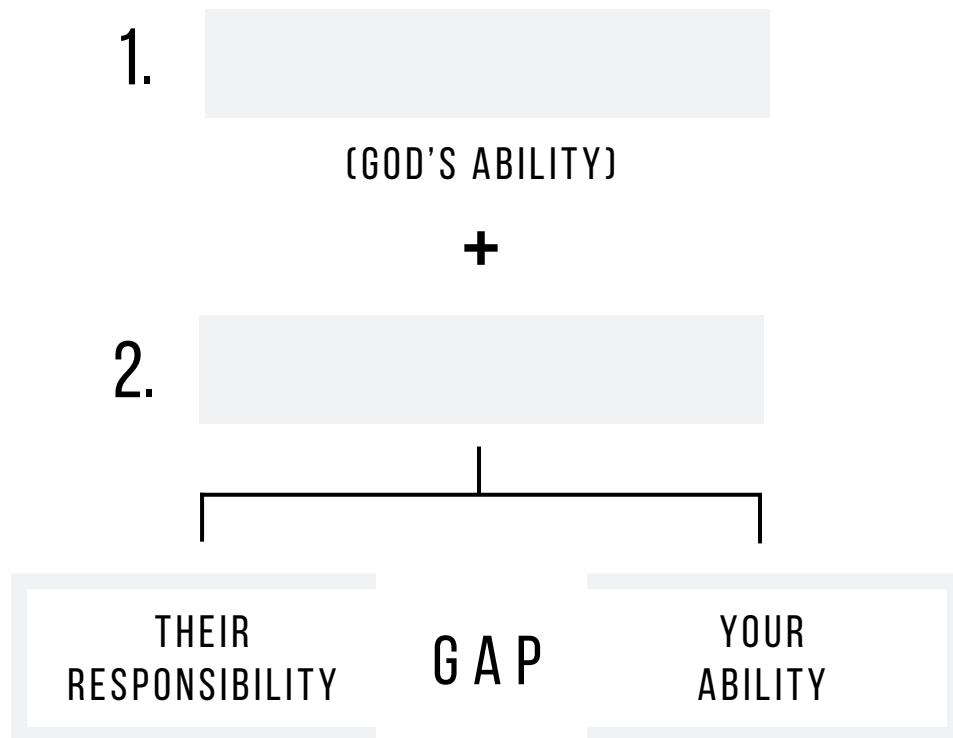 1.
(GOD'S ABILITY)
+
2.
THEIR
RESPONSIBILITY
GAP
YOUR
ABILITY